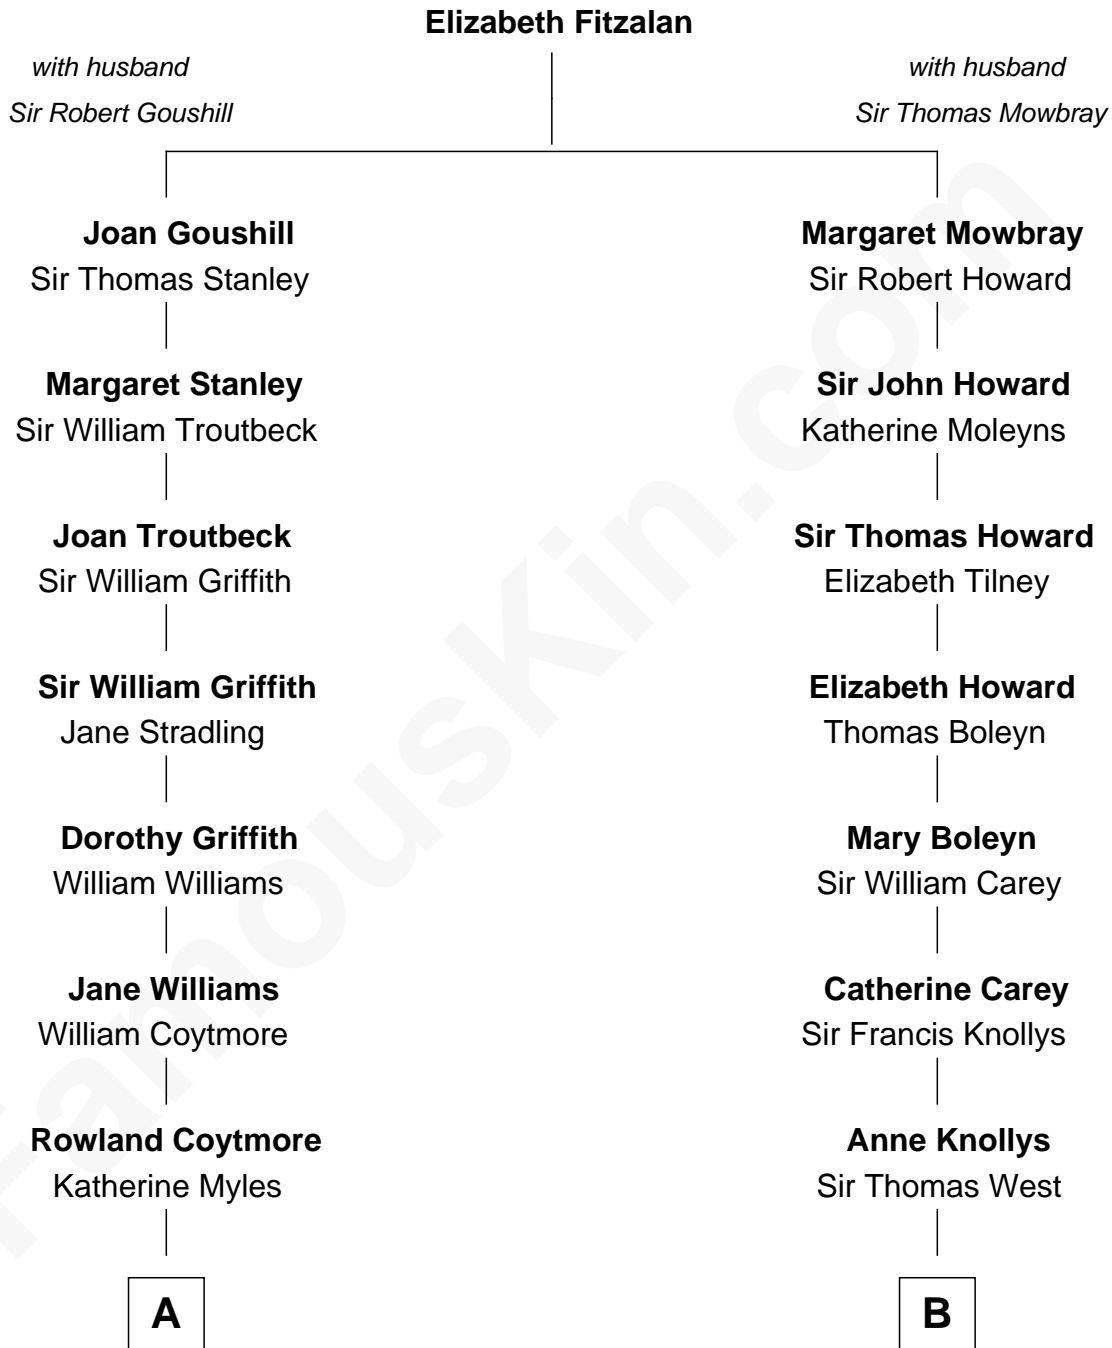 Elizabeth Fitzalan
with husband
Sir Robert Goushill
with husband
Sir Thomas Mowbray
Joan Goushill
Sir Thomas Stanley
Margaret Mowbray
Sir Robert Howard
Margaret Stanley
Sir William Troutbeck
Sir John Howard
Katherine Moleyns
Joan Troutbeck
Sir William Griffith
Sir Thomas Howard
Elizabeth Tilney
Sir William Griffith
Jane Stradling
Elizabeth Howard
Thomas Boleyn
Dorothy Griffith
William Williams
Mary Boleyn
Sir William Carey
Jane Williams
William Coytmore
Catherine Carey
Sir Francis Knollys
Rowland Coytmore
Katherine Myles
Anne Knollys
Sir Thomas West
A
B
FamousKin.com